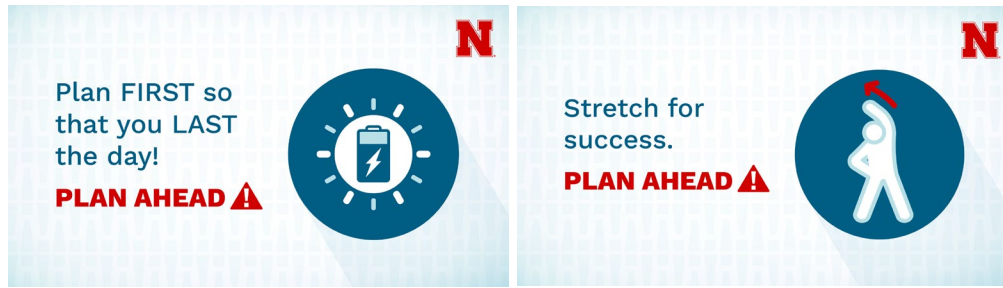 N
Plan FIRST so
that you LAST
the day!
PLAN AHEAD
N
Stretch for
success.
PLAN AHEAD